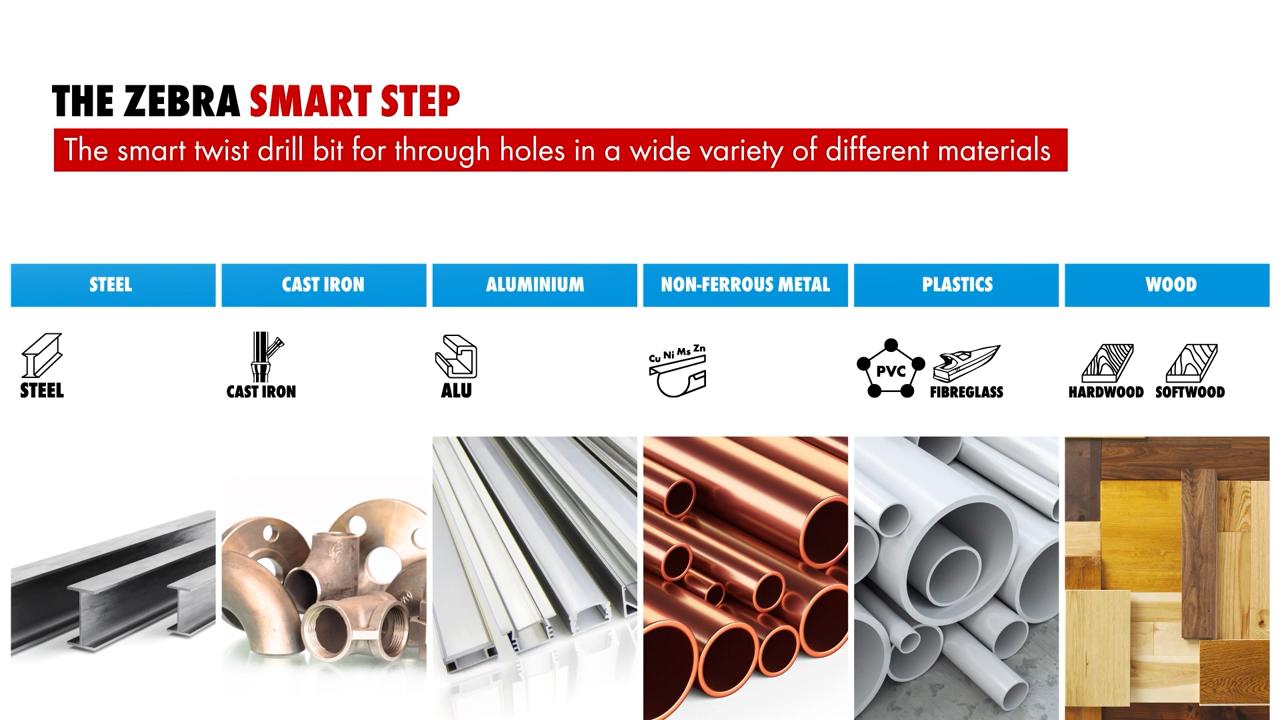 THE ZEBRA SMART STEP
The smart twist drill bit for through holes in a wide variety of different materials
STEEL
CAST IRON
ALUMINIUM
NON-FERROUS METAL
PLASTICS
WOOD
STEEL
CAST IRON
ALU
Cu Ni Ms Zn
PVC
FIBREGLASS
HARDWOOD
SOFTWOOD